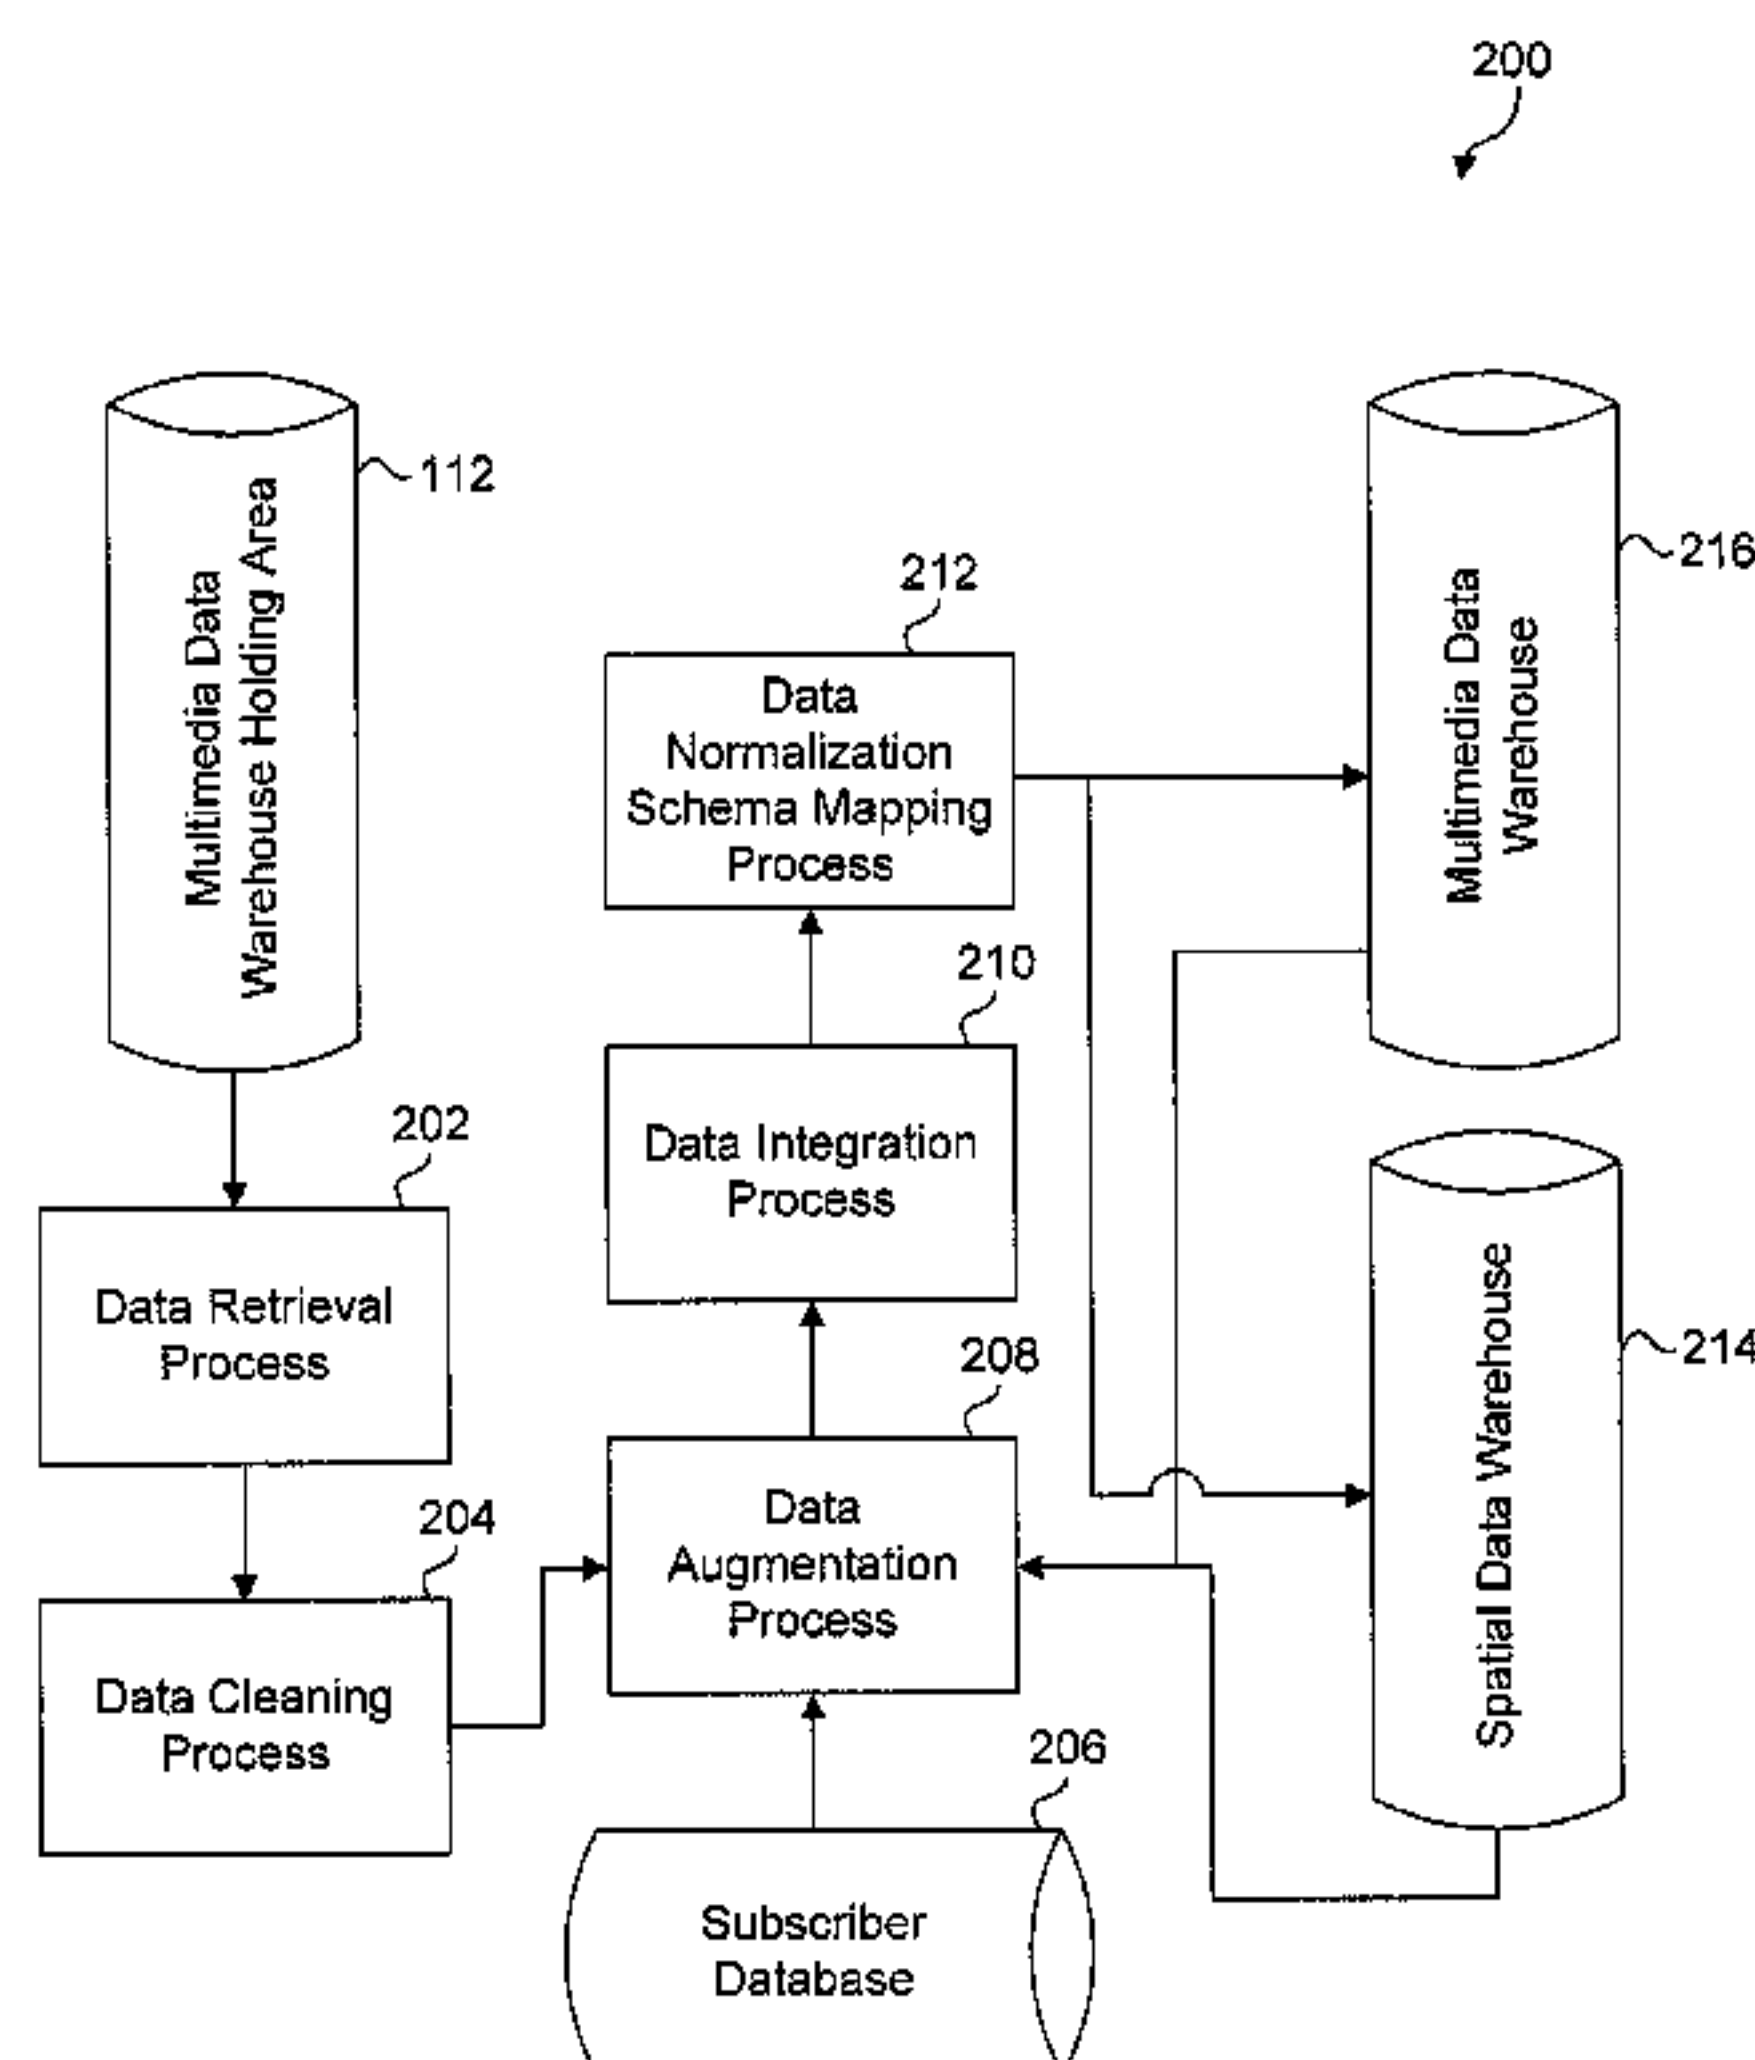 200
112
Multimedia Data
Warehouse Holding Area
216
Multimedia Data
Warehouse
212
Data
Normalization
Schema Mapping
Process
210
Data Integration
Process
202
Data Retrieval
Process
214
Spatial Data Warehouse
208
Data
Augmentation
Process
204
Data Cleaning
Process
206
Subscriber
Database